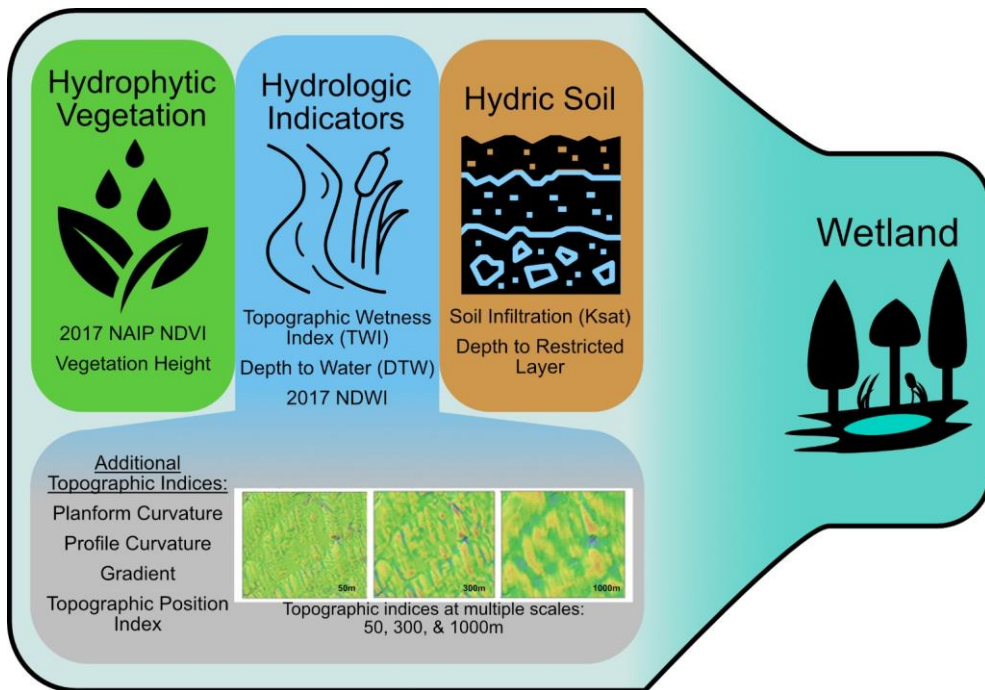 Hydrophytic
Vegetation
2017 NAIP NDVI
Vegetation Height
Hydrologic
Indicators
Topographic Wetness
Index (TWI)
Depth to Water (DTW)
2017 NDWI
Hydric Soil
Soil Infiltration (Ksat)
Depth to Restricted
Layer
Wetland
Additional
Topographic Indices:
Planform Curvature
Profile Curvature
Gradient
Topographic Position
Index
50m
300m
1000m
Topographic indices at multiple scales:
50, 300, & 1000m